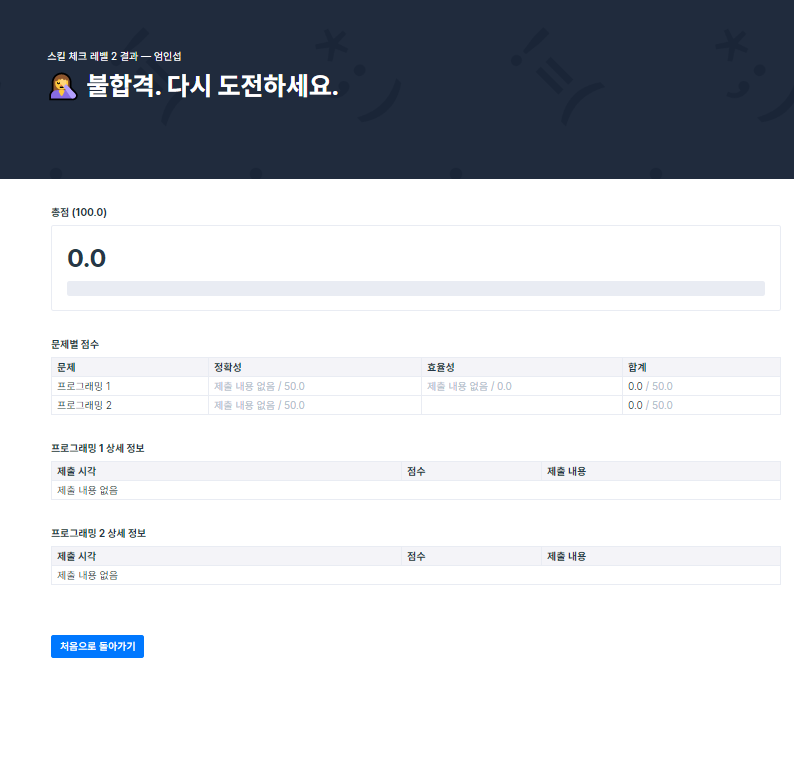 스킬 체크 레벨 2 결과 — 엄인섭
🤦‍♀️ 불합격. 다시 도전하세요.
총점 (100.0)
0.0
문제별 점수
문제 정확성 효율성 합계
프로그래밍 1 제출 내용 없음 / 50.0 제출 내용 없음 / 0.0 0.0 / 50.0
프로그래밍 2 제출 내용 없음 / 50.0 0.0 / 50.0
프로그래밍 1 상세 정보
제출 시각 점수 제출 내용
제출 내용 없음
프로그래밍 2 상세 정보
제출 시각 점수 제출 내용
제출 내용 없음
처음으로 돌아가기